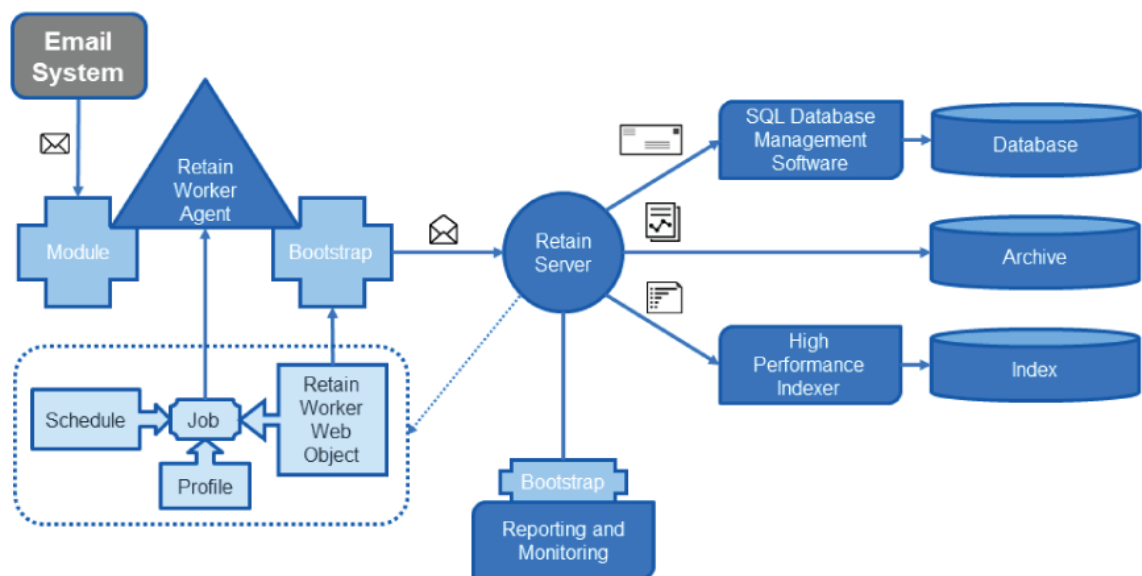 Email
System
Retain
Worker
Agent
Module
Bootstrap
Retain
Server
SQL Database
Management
Software
Database
Archive
High
Performance
Indexer
Index
Schedule
Job
Retain
Worker
Web
Object
Profile
Bootstrap
Reporting and
Monitoring